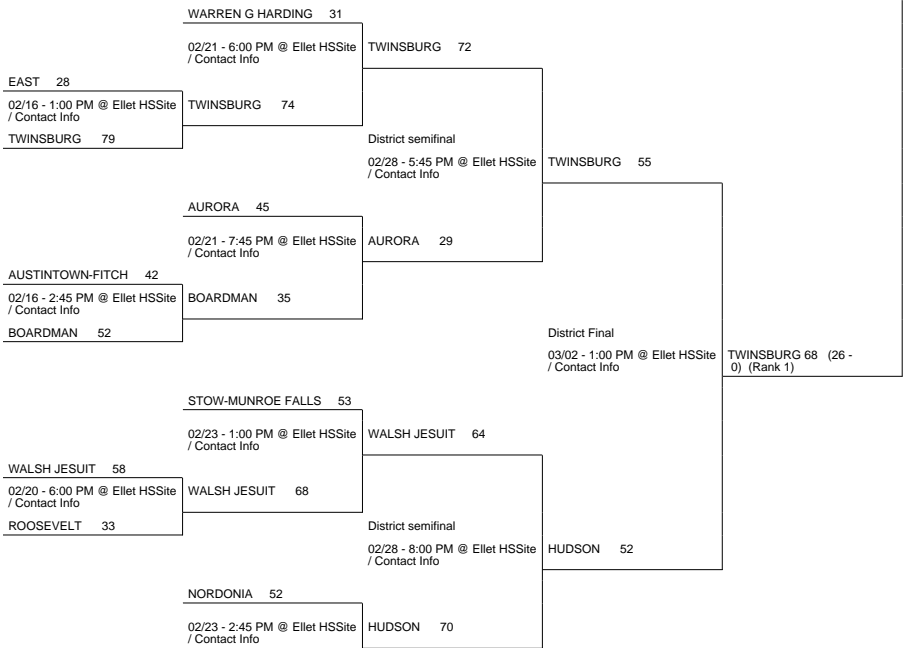 WARREN G HARDING 31
02/21 - 6:00 PM @ Ellet HSSite
/ Contact Info
TWINSBURG 72
EAST 28
02/16 - 1:00 PM @ Ellet HSSite
/ Contact Info
TWINSBURG 74
TWINSBURG 79
District semifinal
02/28 - 5:45 PM @ Ellet HSSite
/ Contact Info
TWINSBURG 55
AURORA 45
02/21 - 7:45 PM @ Ellet HSSite
/ Contact Info
AURORA 29
AUSTINTOWN-FITCH 42
02/16 - 2:45 PM @ Ellet HSSite
/ Contact Info
BOARDMAN 35
BOARDMAN 52
District Final
03/02 - 1:00 PM @ Ellet HSSite
/ Contact Info
TWINSBURG 68 (26 -
0) (Rank 1)
STOW-MUNROE FALLS 53
02/23 - 1:00 PM @ Ellet HSSite
/ Contact Info
WALSH JESUIT 64
WALSH JESUIT 58
02/20 - 6:00 PM @ Ellet HSSite
/ Contact Info
WALSH JESUIT 68
ROOSEVELT 33
District semifinal
02/28 - 8:00 PM @ Ellet HSSite
/ Contact Info
HUDSON 52
NORDONIA 52
02/23 - 2:45 PM @ Ellet HSSite
/ Contact Info
HUDSON 70